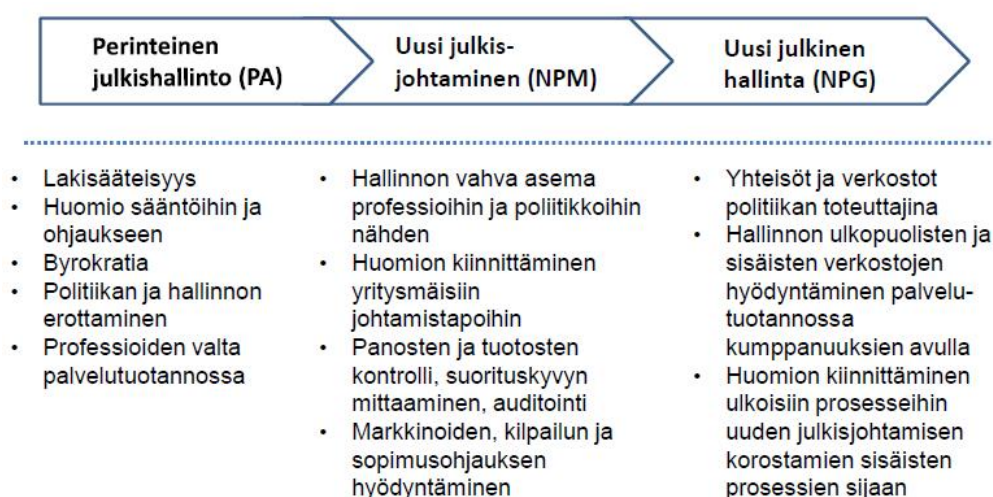 Perinteinen
julkishallinto (PA)
Uusi julkis-
johtaminen (NPM)
Uusi julkinen
hallinta (NPG)
• Lakisääteisyys
• Huomio sääntöihin ja
ohjaukseen
• Byrokratia
• Politiikan ja hallinnon
erottaminen
• Professioiden valta
palvelutuotannossa
• Hallinnon vahva asema
professioihin ja poliitikkoihin
nähden
• Huomion kiinnittäminen
yritysmäisiin
johtamistapoihin
• Panosten ja tuotosten
kontrolli, suorituskyvyn
mittaaminen, auditointi
• Markkinoiden, kilpailun ja
sopimusohjauksen
hyödyntäminen
• Yhteisöt ja verkostot
politiikan toteuttajina
• Hallinnon ulkopuolisten ja
sisäisten verkostojen
hyödyntäminen palvelu-
tuotannossa
kumppanuuksien avulla
• Huomion kiinnittäminen
ulkoisiin prosesseihin
uuden julkisjohtamisen
korostamien sisäisten
prosessien sijaan